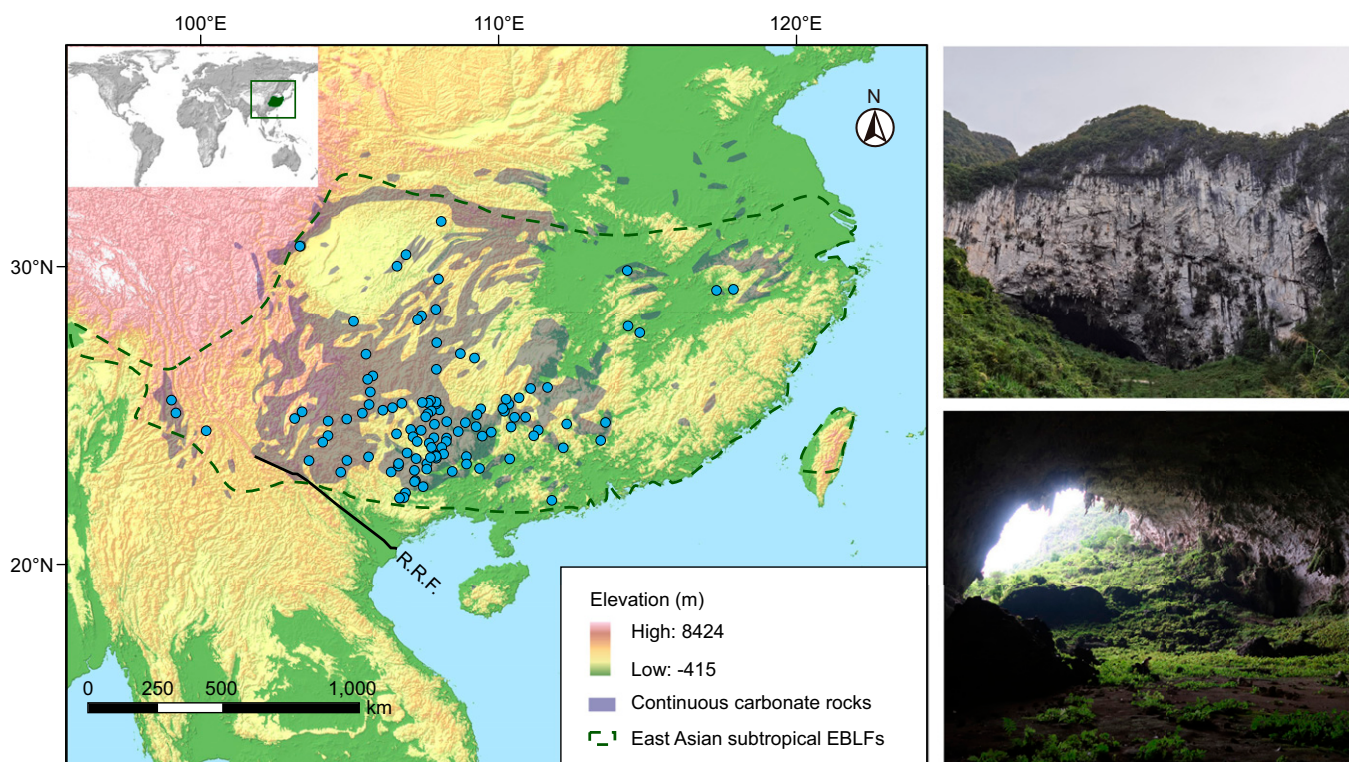 100°E
110°E
120°E
N
30°N
20°N
R.R.F.
0 250 500 1,000
km
Elevation (m)
High: 8424
Low: -415
Continuous carbonate rocks
East Asian subtropical EBLFs